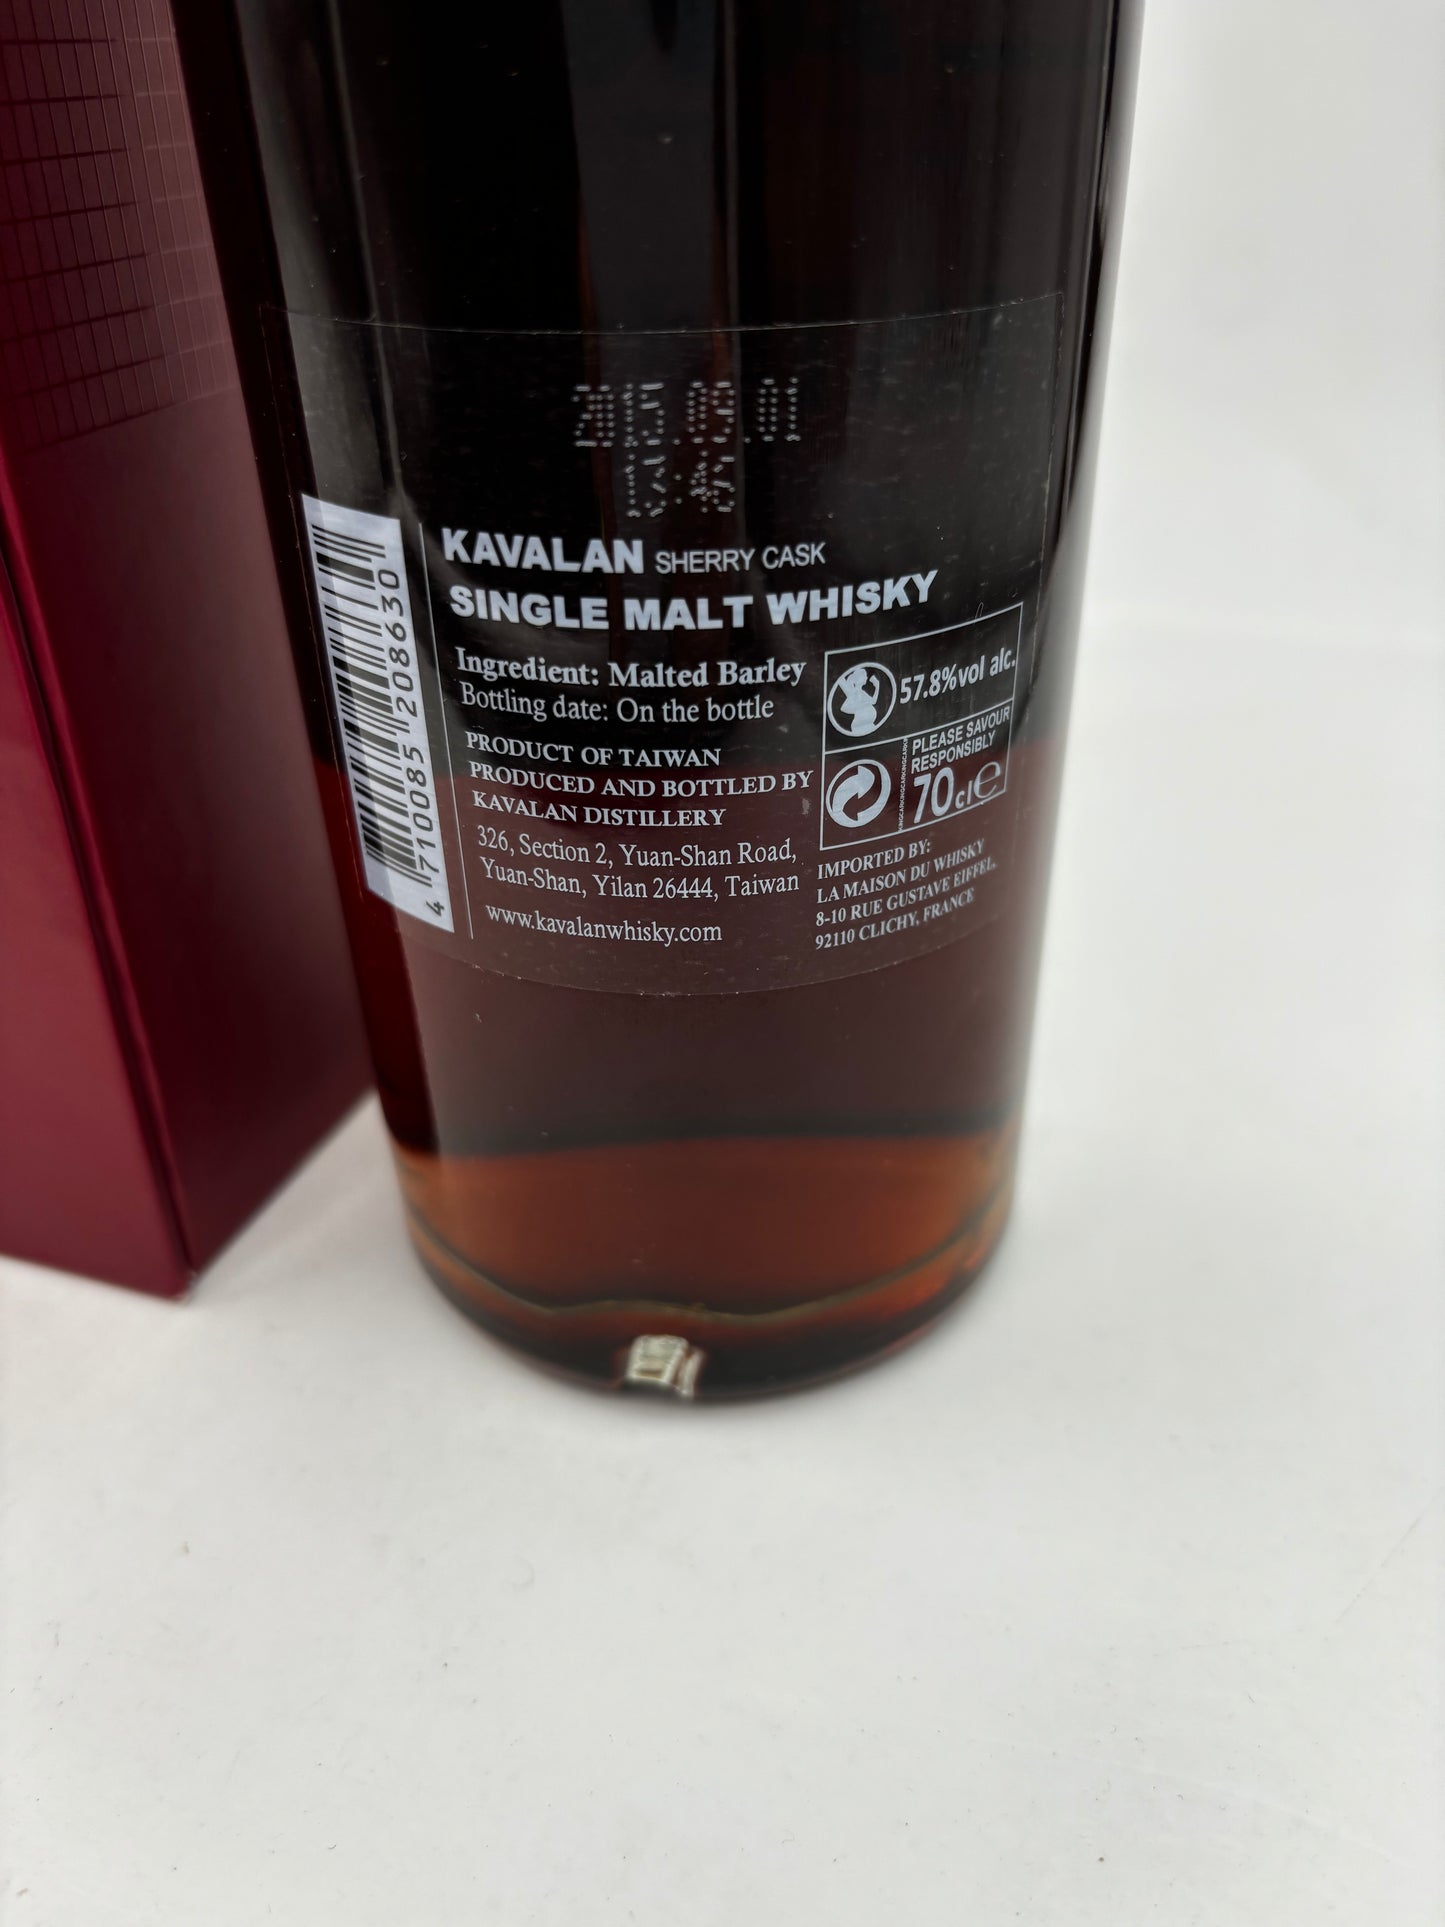 2015.09.01
KAVALAN SHERRY CASK
SINGLE MALT WHISKY
Ingredient: Malted Barley
Bottling date: On the bottle
PRODUCT OF TAIWAN
PRODUCED AND BOTTLED BY
KAVALAN DISTILLERY
326, Section 2, Yuan-Shan Road,
Yuan-Shan, Yilan 26444, Taiwan
www.kavalanwhisky.com
4 710085 208630
57.8%vol alc.
PLEASE SAVOUR
RESPONSIBLY
70cl e
IMPORTED BY:
LA MAISON DU WHISKY
8-10 RUE GUSTAVE EIFFEL,
92110 CLICHY, FRANCE